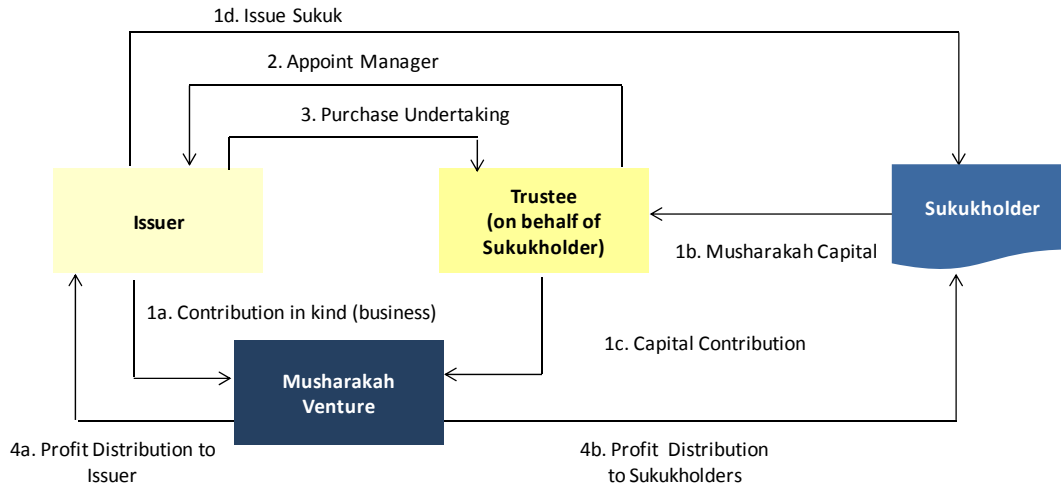 1d. Issue Sukuk
2. Appoint Manager
3. Purchase Undertaking
Issuer
Trustee
(on behalf of
Sukukholder)
Sukukholder
1b. Musharakah Capital
1a. Contribution in kind (business)
1c. Capital Contribution
Musharakah
Venture
4a. Profit Distribution to
Issuer
4b. Profit Distribution
to Sukukholders